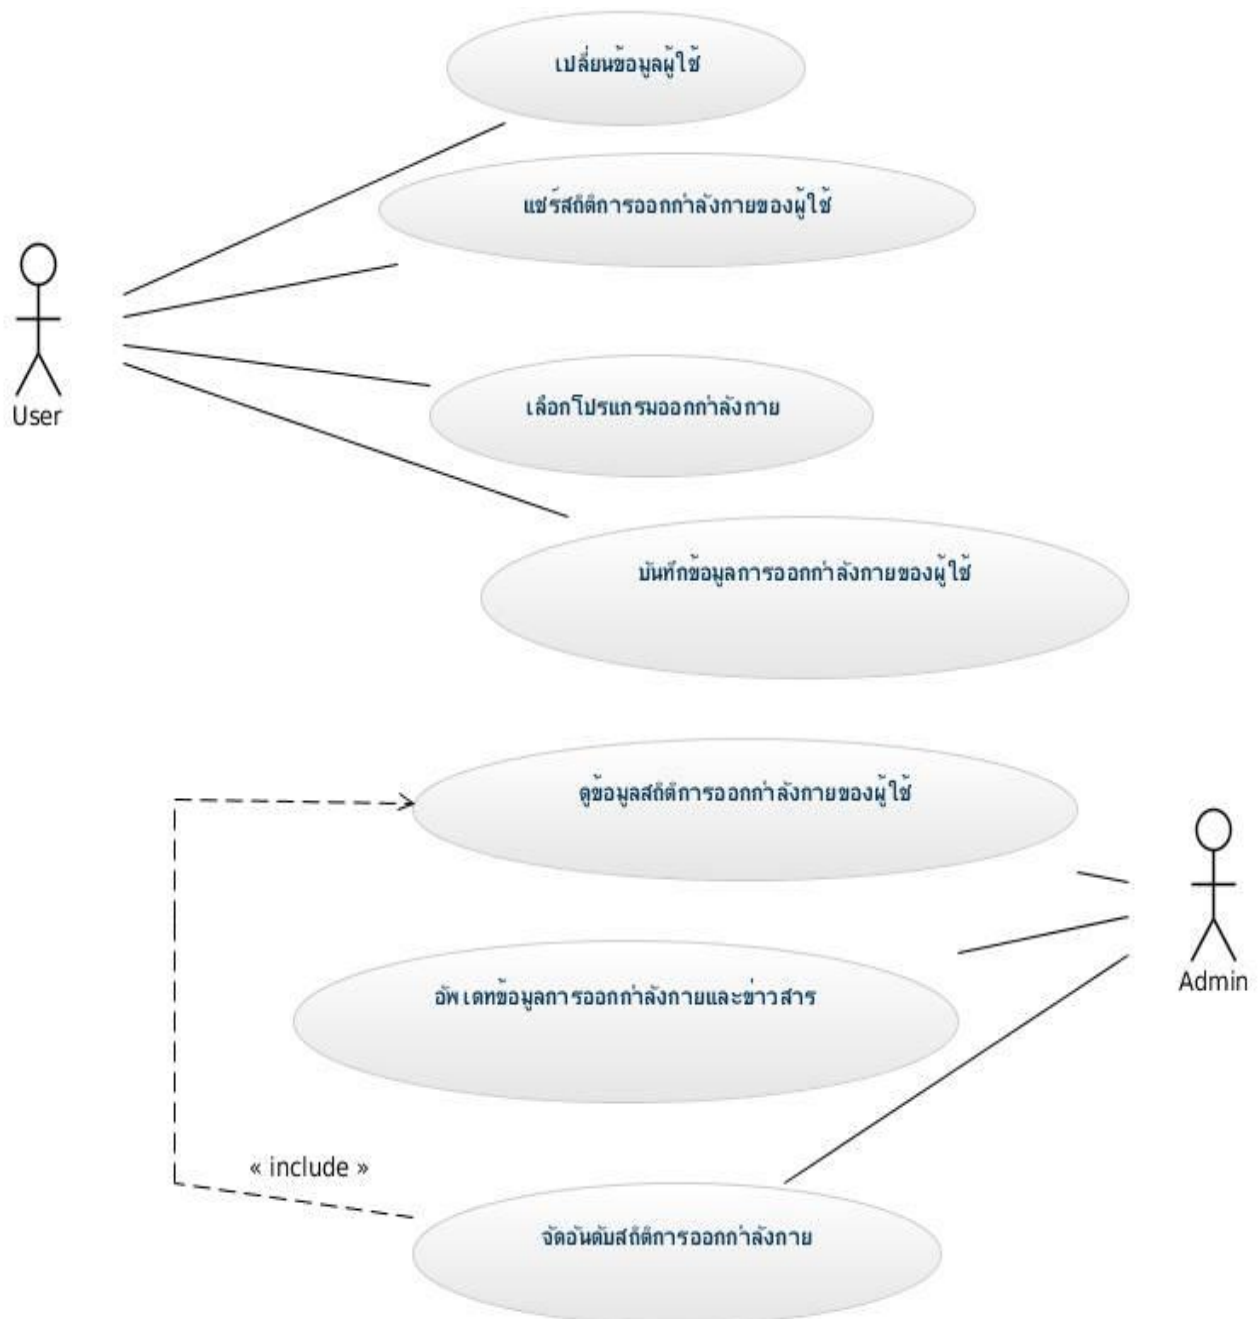 เปลี่ยนข้อมูลผู้ใช้
แชร์สถิติการออกกำลังกายของผู้ใช้
User
เลือกโปรแกรมออกกำลังกาย
บันทึกข้อมูลการออกกำลังกายของผู้ใช้
ดูข้อมูลสถิติการออกกำลังกายของผู้ใช้
Admin
อัพเดทข้อมูลการออกกำลังกายและข่าวสาร
« include »
จัดอันดับสถิติการออกกำลังกาย